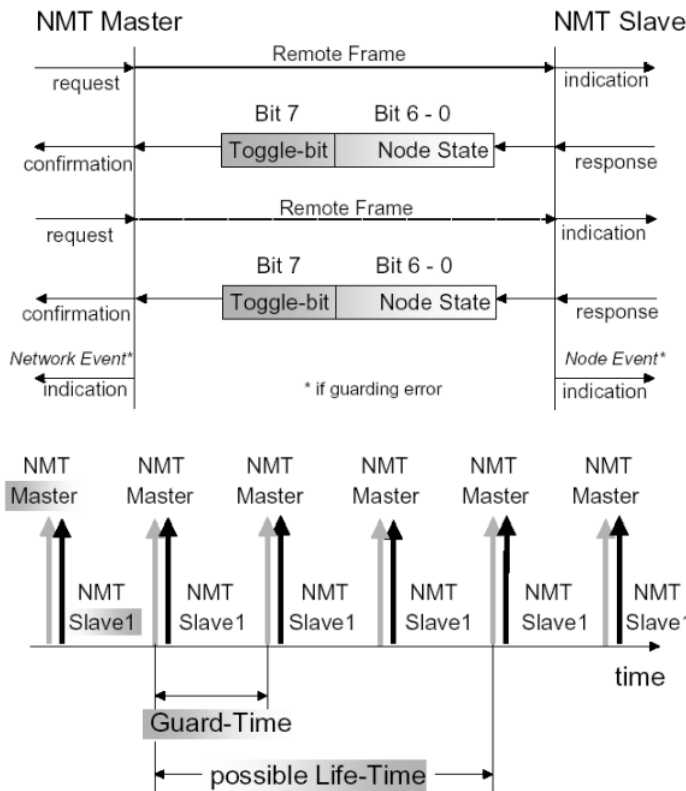 NMT Master NMT Slave
Remote Frame
request indication
Bit 7 Bit 6 - 0
Toggle-bit Node State
confirmation response
Remote Frame
request indication
Bit 7 Bit 6 - 0
Toggle-bit Node State
confirmation response
Network Event* Node Event*
indication * if guarding error indication
NMT NMT NMT NMT NMT NMT
Master Master Master Master Master Master
NMT NMT NMT NMT NMT NMT
Slave1 Slave1 Slave1 Slave1 Slave1 Slave1
time
Guard-Time
possible Life-Time